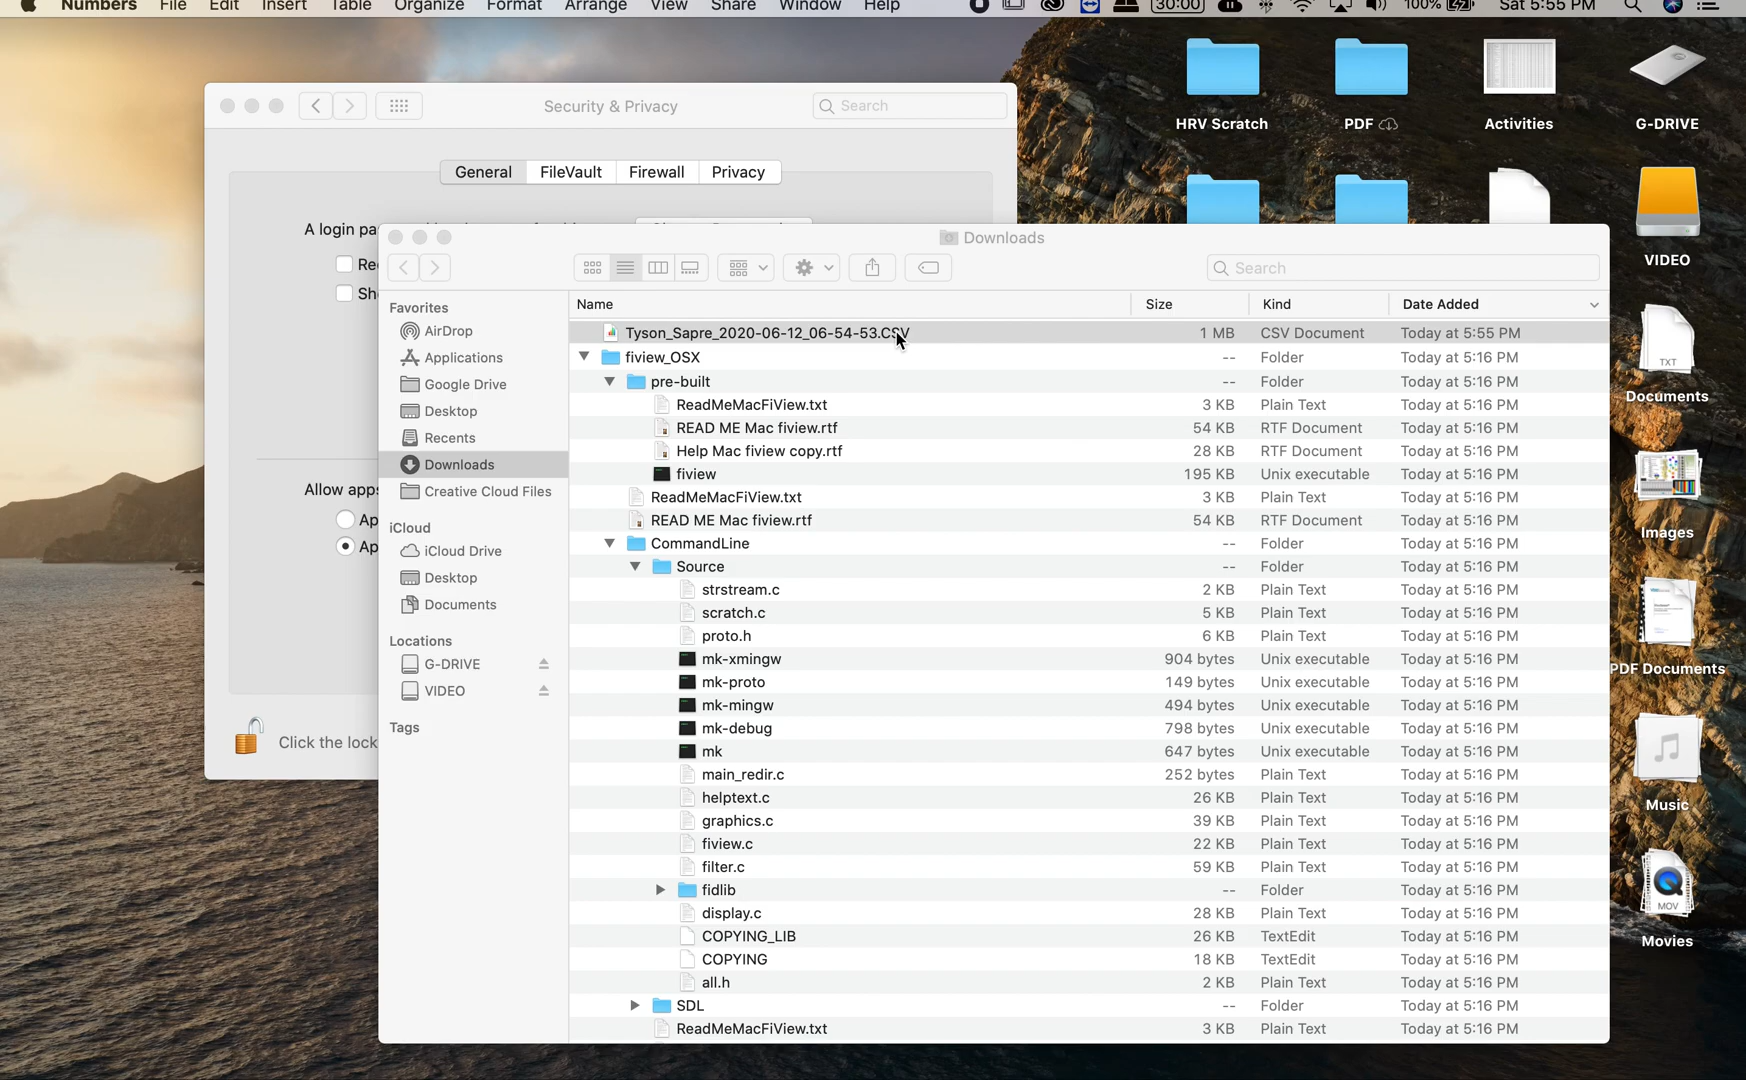 Numbers File Edit Insert Table Format Organize Arrange View Share Window Help 30:00 100% Sat 5:55 PM
HRV Scratch PDF Activities G-DRIVE
Security & Privacy Search
General FileVault Firewall Privacy
A login pa
Re
Sh
Allow apps
Ap
Ap
Click the lock
VIDEO
TXT
Documents
Images
PDF Documents
Music
MOV
Movies
Downloads
Search
Favorites
AirDrop
Applications
Google Drive
Desktop
Recents
Downloads
Creative Cloud Files
iCloud
iCloud Drive
Desktop
Documents
Locations
G-DRIVE
VIDEO
Tags
Name Size Kind Date Added
Tyson_Sapre_2020-06-12_06-54-53.CSV 1 MB CSV Document Today at 5:55 PM
fiview_OSX -- Folder Today at 5:16 PM
pre-built -- Folder Today at 5:16 PM
ReadMeMacFiView.txt 3 KB Plain Text Today at 5:16 PM
READ ME Mac fiview.rtf 54 KB RTF Document Today at 5:16 PM
Help Mac fiview copy.rtf 28 KB RTF Document Today at 5:16 PM
fiview 195 KB Unix executable Today at 5:16 PM
ReadMeMacFiView.txt 3 KB Plain Text Today at 5:16 PM
READ ME Mac fiview.rtf 54 KB RTF Document Today at 5:16 PM
CommandLine -- Folder Today at 5:16 PM
Source -- Folder Today at 5:16 PM
strstream.c 2 KB Plain Text Today at 5:16 PM
scratch.c 5 KB Plain Text Today at 5:16 PM
proto.h 6 KB Plain Text Today at 5:16 PM
mk-xmingw 904 bytes Unix executable Today at 5:16 PM
mk-proto 149 bytes Unix executable Today at 5:16 PM
mk-mingw 494 bytes Unix executable Today at 5:16 PM
mk-debug 798 bytes Unix executable Today at 5:16 PM
mk 647 bytes Unix executable Today at 5:16 PM
main_redir.c 252 bytes Plain Text Today at 5:16 PM
helptext.c 26 KB Plain Text Today at 5:16 PM
graphics.c 39 KB Plain Text Today at 5:16 PM
fiview.c 22 KB Plain Text Today at 5:16 PM
filter.c 59 KB Plain Text Today at 5:16 PM
fidlib -- Folder Today at 5:16 PM
display.c 28 KB Plain Text Today at 5:16 PM
COPYING_LIB 26 KB TextEdit Today at 5:16 PM
COPYING 18 KB TextEdit Today at 5:16 PM
all.h 2 KB Plain Text Today at 5:16 PM
SDL -- Folder Today at 5:16 PM
ReadMeMacFiView.txt 3 KB Plain Text Today at 5:16 PM